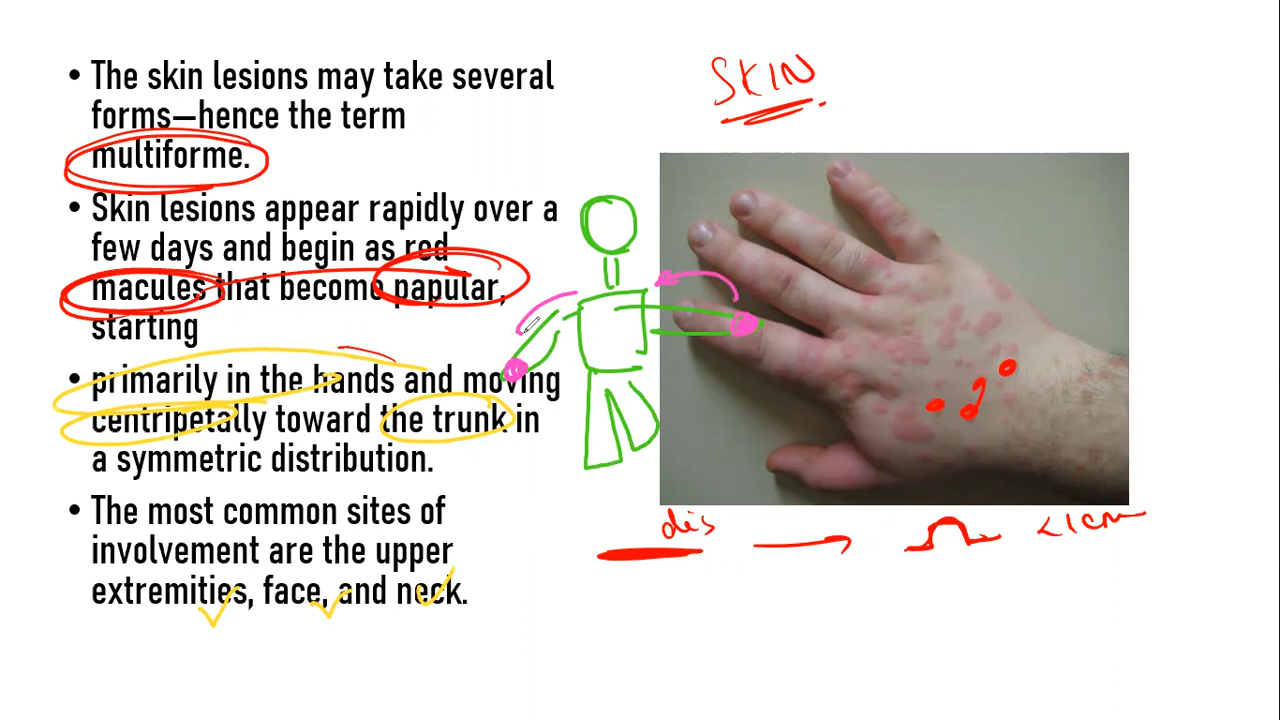 SKIN
• The skin lesions may take several
forms—hence the term
multiforme.
• Skin lesions appear rapidly over a
few days and begin as red
macules that become papular,
starting
• primarily in the hands and moving
centripetally toward the trunk in
a symmetric distribution.
• The most common sites of
involvement are the upper
extremities, face, and neck.
dis
<1cm